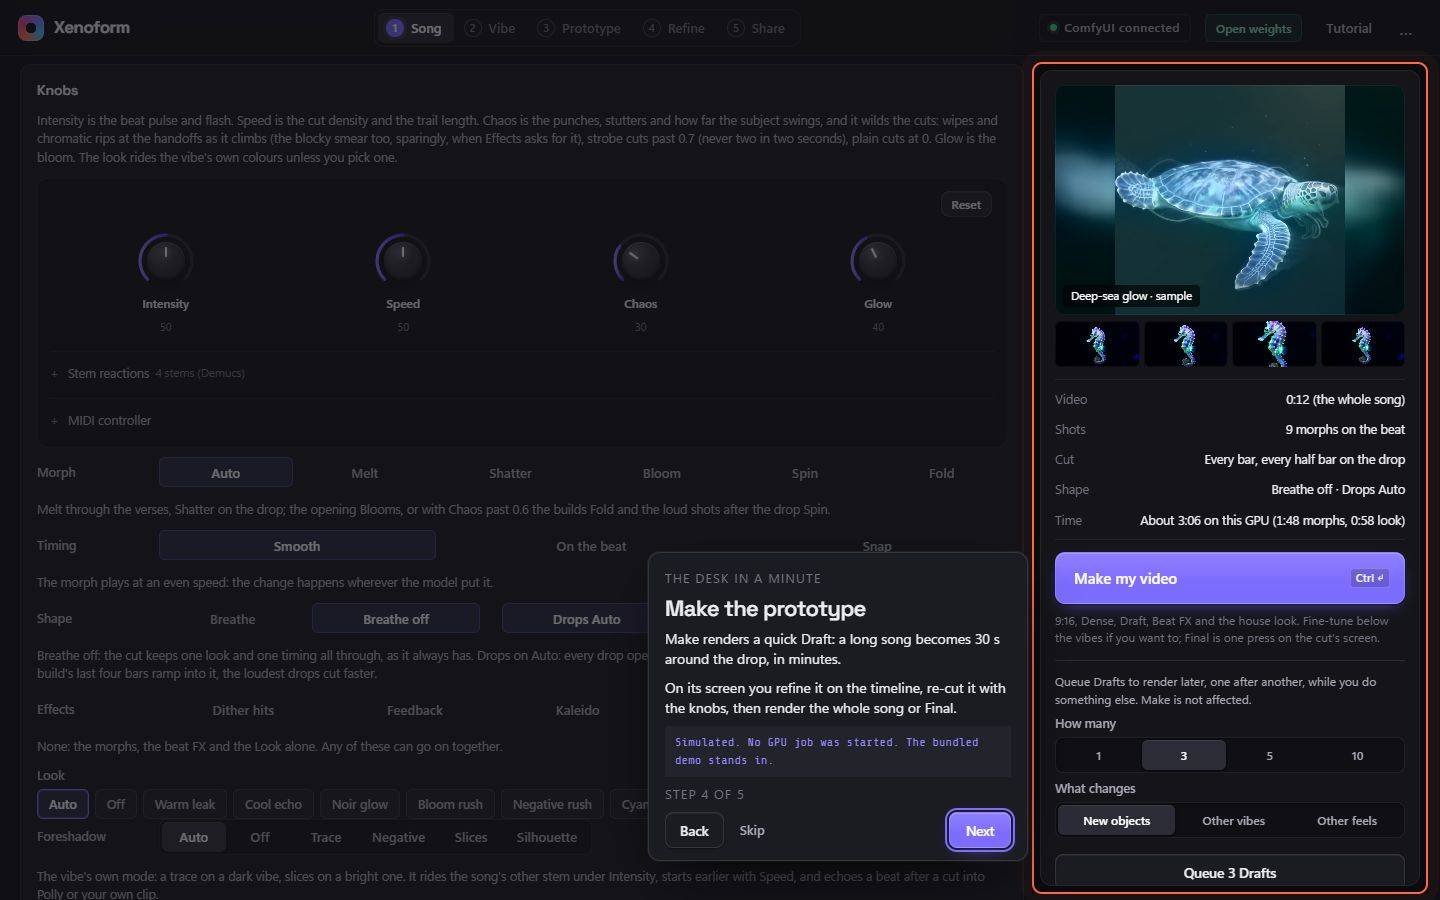 Xenoform
1 Song
2 Vibe
3 Prototype
4 Refine
5 Share
ComfyUI connected
Open weights
Tutorial
...
Knobs
Intensity is the beat pulse and flash. Speed is the cut density and the trail length. Chaos is the punches, stutters and how far the subject swings, and it wilds the cuts: wipes and
chromatic rips at the handoffs as it climbs (the blocky smear too, sparingly, when Effects asks for it), strobe cuts past 0.7 (never two in two seconds), plain cuts at 0. Glow is the
bloom. The look rides the vibe's own colours unless you pick one.
Reset
Intensity
Speed
Chaos
Glow
50
50
30
40
+ Stem reactions 4 stems (Demucs)
+ MIDI controller
Morph
Auto
Melt
Shatter
Bloom
Spin
Fold
Melt through the verses, Shatter on the drop; the opening Blooms, or with Chaos past 0.6 the builds Fold and the loud shots after the drop Spin.
Timing
Smooth
On the beat
Snap
The morph plays at an even speed: the change happens wherever the model put it.
Shape
Breathe
Breathe off
Drops Auto
Breathe off: the cut keeps one look and one timing all through, as it always has. Drops on Auto: every drop ope
build's last four bars ramp into it, the loudest drops cut faster.
Effects
Dither hits
Feedback
Kaleido
None: the morphs, the beat FX and the Look alone. Any of these can go on together.
Look
Auto
Off
Warm leak
Cool echo
Noir glow
Bloom rush
Negative rush
Cyan
Foreshadow
Auto
Off
Trace
Negative
Slices
Silhouette
The vibe's own mode: a trace on a dark vibe, slices on a bright one. It rides the song's other stem under Intensity, starts earlier with Speed, and echoes a beat after a cut into
Polly or your own clip.
THE DESK IN A MINUTE
Make the prototype
Make renders a quick Draft: a long song becomes 30 s
around the drop, in minutes.
On its screen you refine it on the timeline, re-cut it with
the knobs, then render the whole song or Final.
Simulated. No GPU job was started. The bundled
demo stands in.
STEP 4 OF 5
Back
Skip
Next
Deep-sea glow · sample
Video
0:12 (the whole song)
Shots
9 morphs on the beat
Cut
Every bar, every half bar on the drop
Shape
Breathe off · Drops Auto
Time
About 3:06 on this GPU (1:48 morphs, 0:58 look)
Make my video
Ctrl ↵
9:16, Dense, Draft, Beat FX and the house look. Fine-tune below
the vibes if you want to; Final is one press on the cut's screen.
Queue Drafts to render later, one after another, while you do
something else. Make is not affected.
How many
1
3
5
10
What changes
New objects
Other vibes
Other feels
Queue 3 Drafts